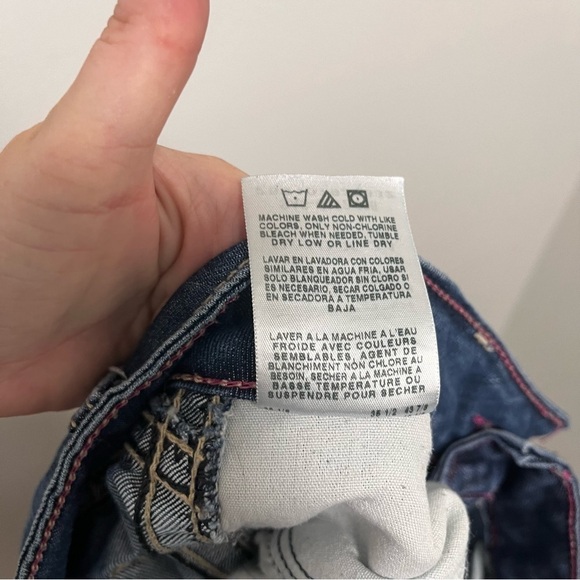 MACHINE WASH COLD WITH LIKE
COLORS, ONLY NON-CHLORINE
BLEACH WHEN NEEDED, TUMBLE
DRY LOW OR LINE DRY
LAVAR EN LAVADORA CON COLORES
SIMILARES EN AGUA FRIA, USAR
SOLO BLANQUEADOR SIN CLORO SI
ES NECESARIO, SECAR COLGADO O
EN SECADORA A TEMPERATURA
BAJA
LAVER A LA MACHINE A L'EAU
FROIDE AVEC COULEURS
SEMBLABLES, AGENT DE
BLANCHIMENT NON CHLORE AU
BESOIN, SECHER A LA MACHINE A
BASSE TEMPERATURE OU
SUSPENDRE POUR SECHER